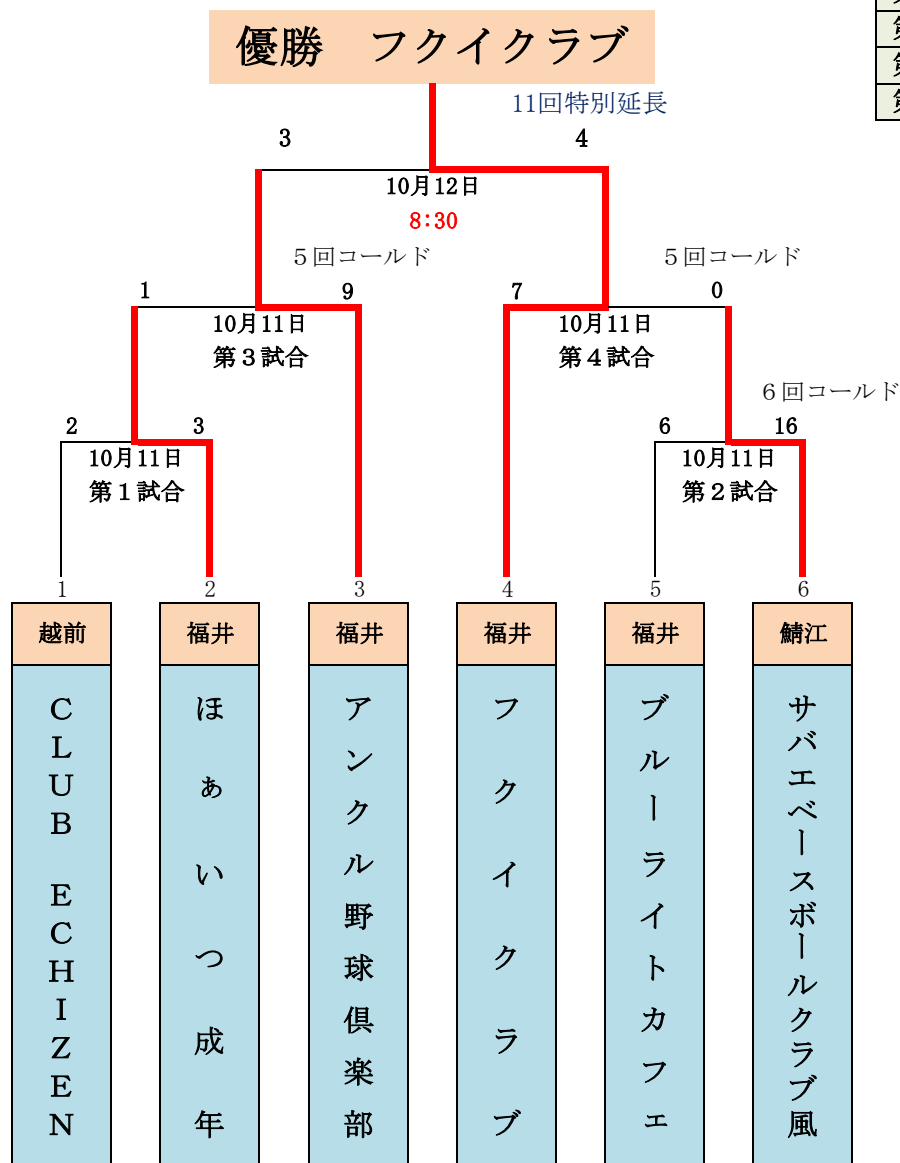 優勝　フクイクラブ
11回特別延長
3
4
10月12日
8:30
５回コールド
５回コールド
1
9
7
0
10月11日
第３試合
10月11日
第４試合
６回コールド
2
3
6
16
10月11日
第１試合
10月11日
第２試合
1
2
3
4
5
6
越前
福井
福井
福井
福井
鯖江
ＣＬＵＢ　ＥＣＨＩＺＥＮ
ほぁいつ成年
アンクル野球倶楽部
フクイクラブ
ブルーライトカフェ
サバエベースボールクラブ風